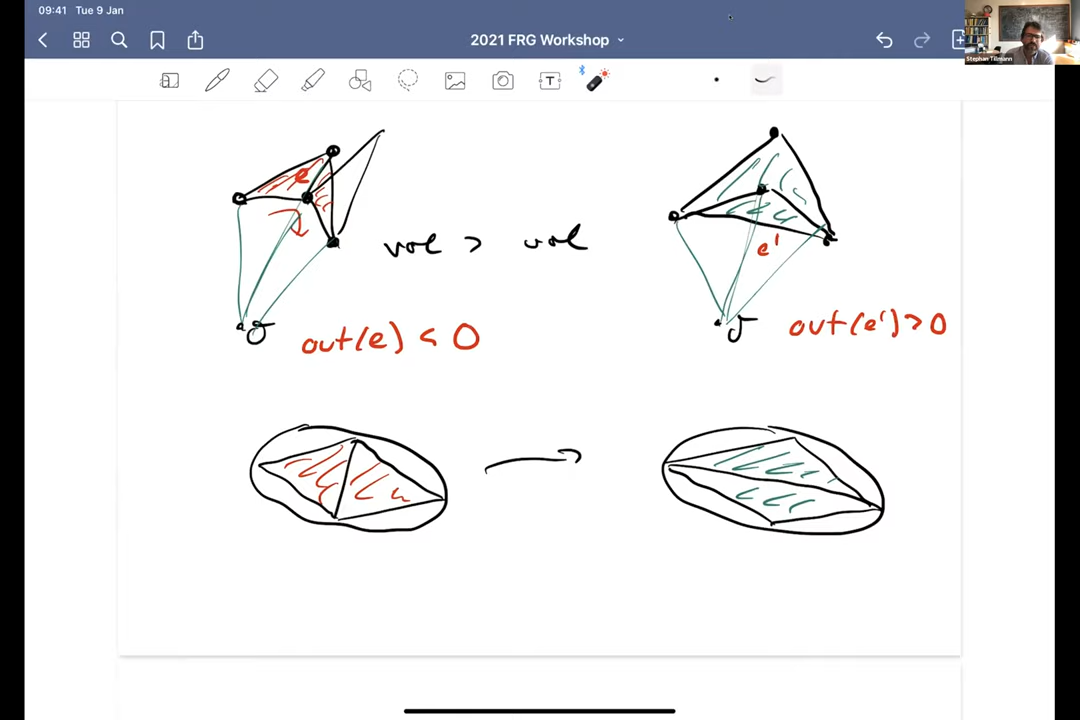 09:41 Tue 9 Jan
2021 FRG Workshop
T
Stephan Tillmann
e
vol > vol
e'
out(e) < 0
out(e') > 0